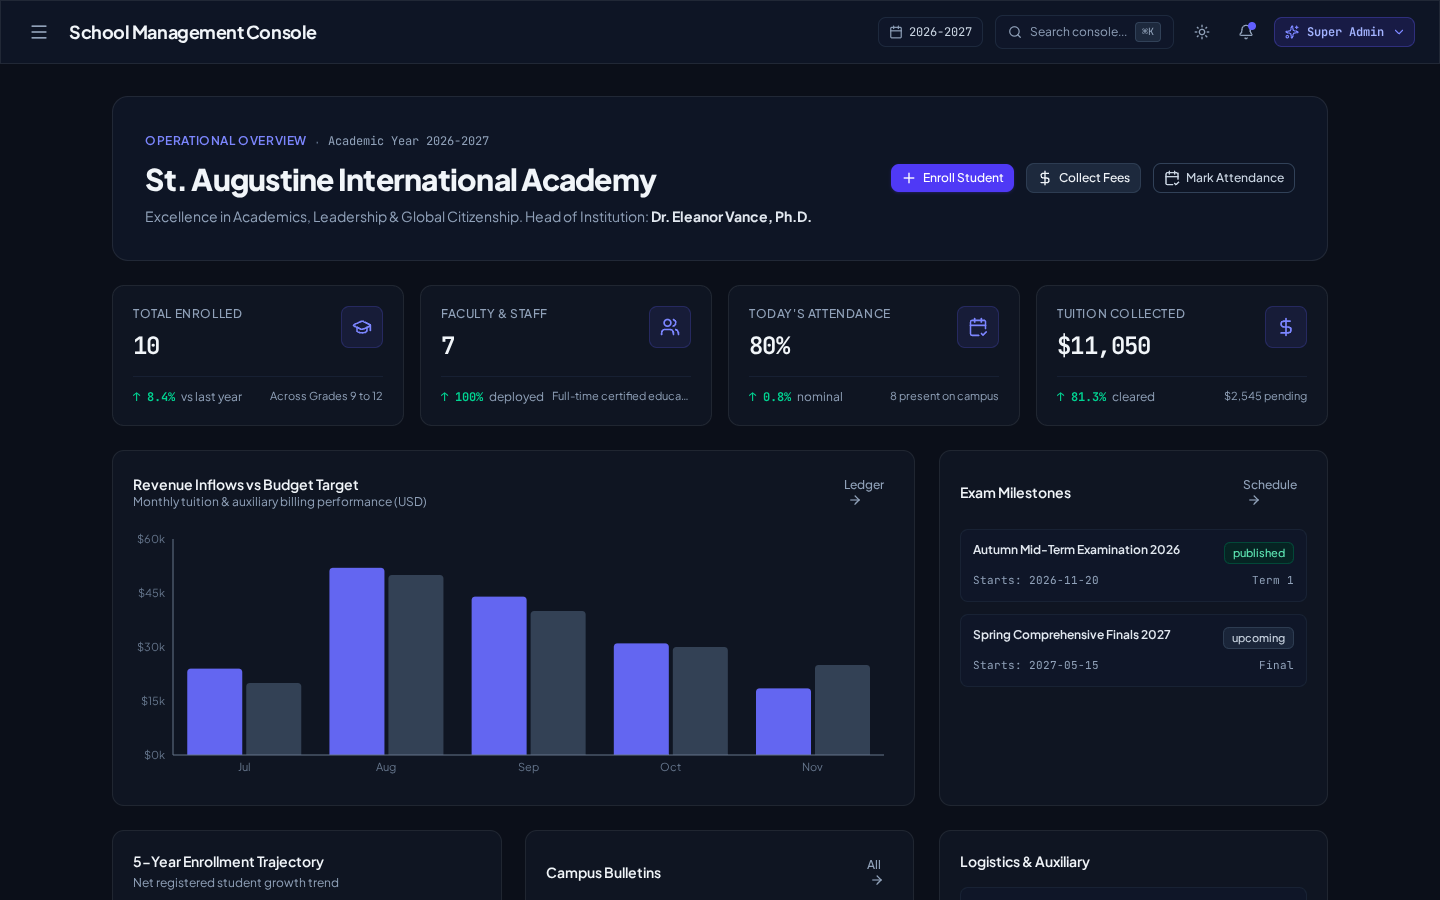 School Management Console
2026-2027
Search console... ⌘K
Super Admin
OPERATIONAL OVERVIEW · Academic Year 2026-2027
St. Augustine International Academy
Excellence in Academics, Leadership & Global Citizenship. Head of Institution: Dr. Eleanor Vance, Ph.D.
Enroll Student
Collect Fees
Mark Attendance
TOTAL ENROLLED
10
↑ 8.4% vs last year
Across Grades 9 to 12
FACULTY & STAFF
7
↑ 100% deployed
Full-time certified educa...
TODAY'S ATTENDANCE
80%
↑ 0.8% nominal
8 present on campus
TUITION COLLECTED
$11,050
↑ 81.3% cleared
$2,545 pending
Revenue Inflows vs Budget Target
Monthly tuition & auxiliary billing performance (USD)
Ledger
→
$60k
$45k
$30k
$15k
$0k
Jul
Aug
Sep
Oct
Nov
Exam Milestones
Schedule
→
Autumn Mid-Term Examination 2026
published
Starts: 2026-11-20
Term 1
Spring Comprehensive Finals 2027
upcoming
Starts: 2027-05-15
Final
5-Year Enrollment Trajectory
Net registered student growth trend
Campus Bulletins
All
→
Logistics & Auxiliary